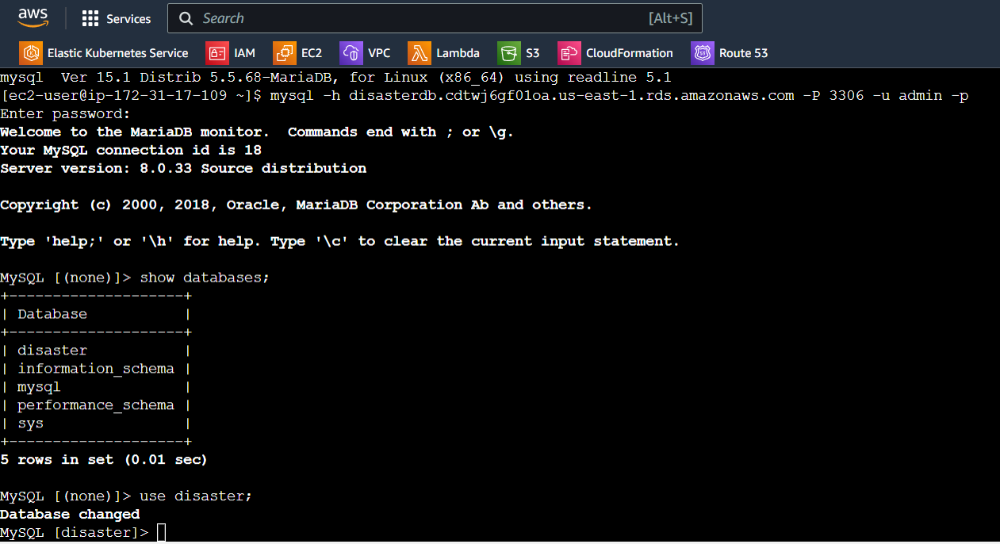 aws Services Search [Alt+S]
Elastic Kubernetes Service IAM EC2 VPC Lambda S3 CloudFormation Route 53
mysql  Ver 15.1 Distrib 5.5.68-MariaDB, for Linux (x86_64) using readline 5.1
[ec2-user@ip-172-31-17-109 ~]$ mysql -h disasterdb.cdtwj6gf01oa.us-east-1.rds.amazonaws.com -P 3306 -u admin -p
Enter password:
Welcome to the MariaDB monitor.  Commands end with ; or \g.
Your MySQL connection id is 18
Server version: 8.0.33 Source distribution
Copyright (c) 2000, 2018, Oracle, MariaDB Corporation Ab and others.
Type 'help;' or '\h' for help. Type '\c' to clear the current input statement.
MySQL [(none)]> show databases;
+--------------------+
| Database           |
+--------------------+
| disaster           |
| information_schema |
| mysql              |
| performance_schema |
| sys                |
+--------------------+
5 rows in set (0.01 sec)
MySQL [(none)]> use disaster;
Database changed
MySQL [disaster]>